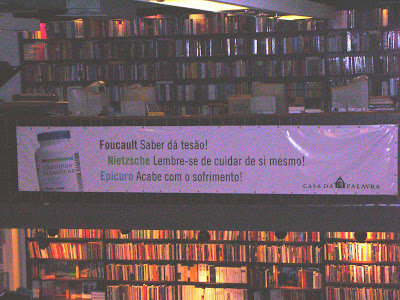 Foucault Saber dá tesão!
Nietzsche Lembre-se de cuidar de si mesmo!
Epicuro Acabe com o sofrimento!
CASA DA PALAVRA